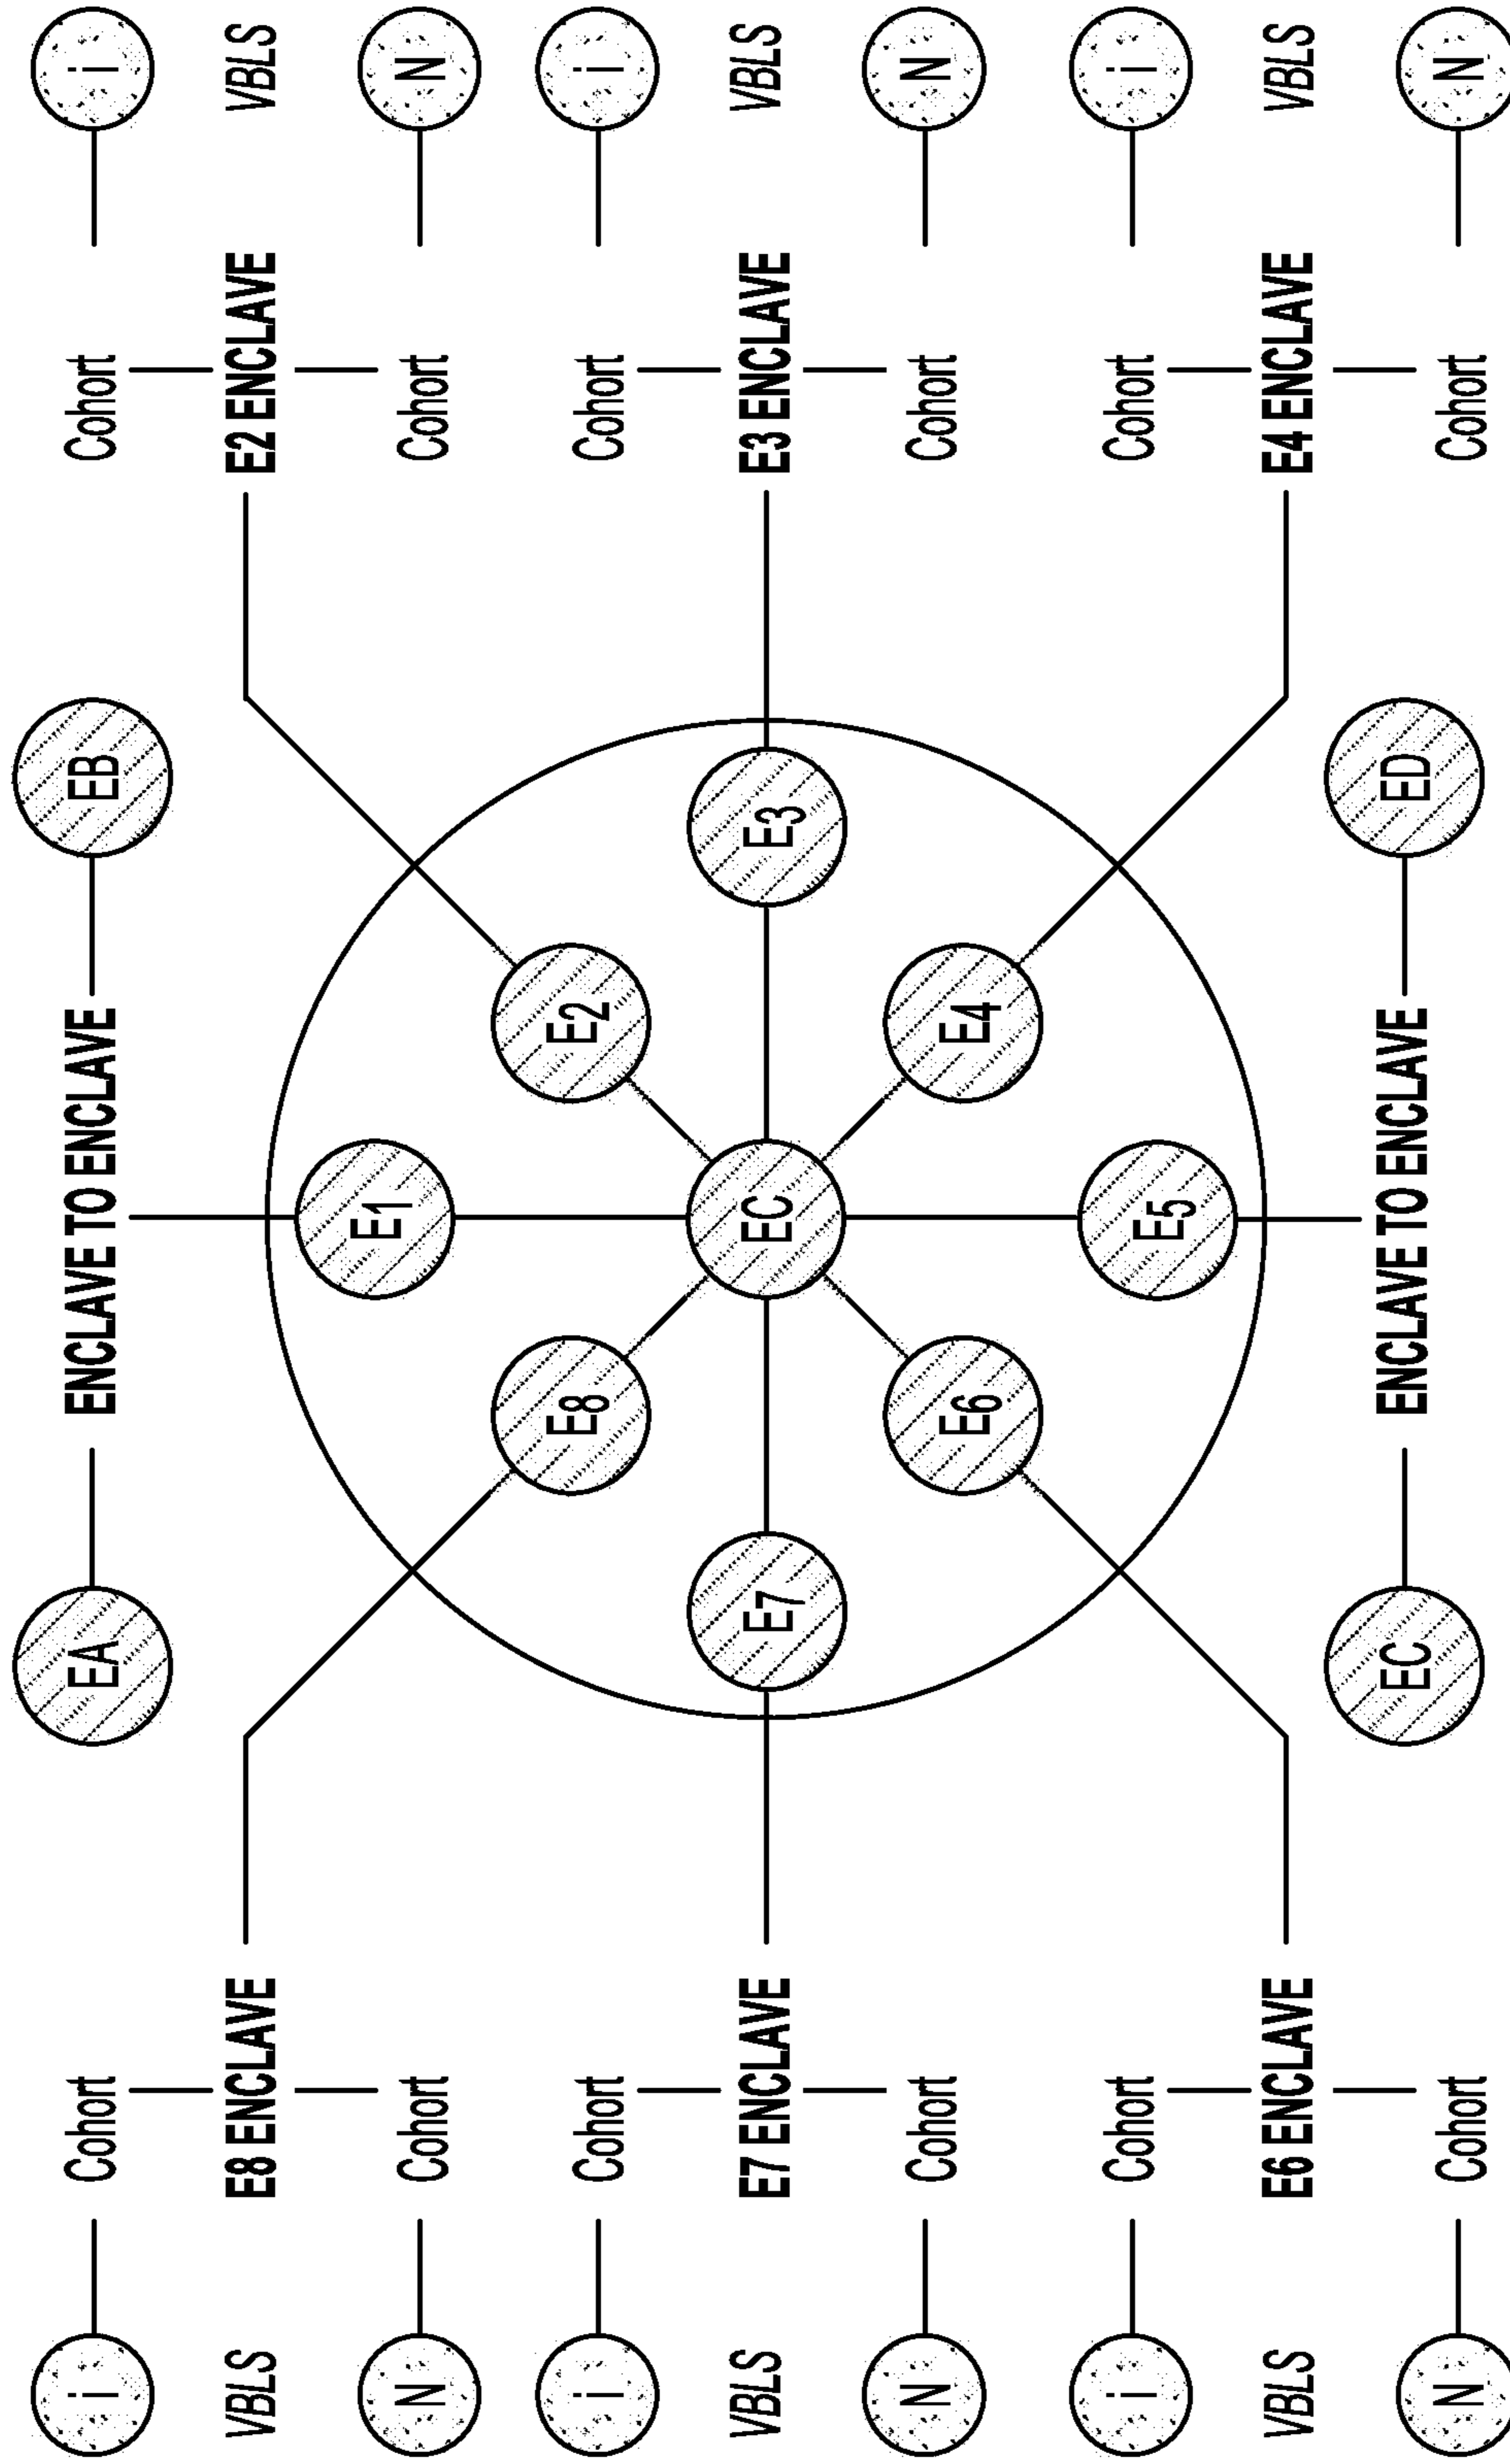 i Cohort EA ENCLAVE TO ENCLAVE EB Cohort i
VBLS E8 ENCLAVE E2 ENCLAVE VBLS
N Cohort E1 Cohort N
i Cohort E8 E2 Cohort i
VBLS E7 ENCLAVE E7 EC E3 E3 ENCLAVE VBLS
N Cohort E6 E4 Cohort N
i Cohort E5 Cohort i
VBLS E6 ENCLAVE E4 ENCLAVE VBLS
EC ENCLAVE TO ENCLAVE ED
N Cohort Cohort N